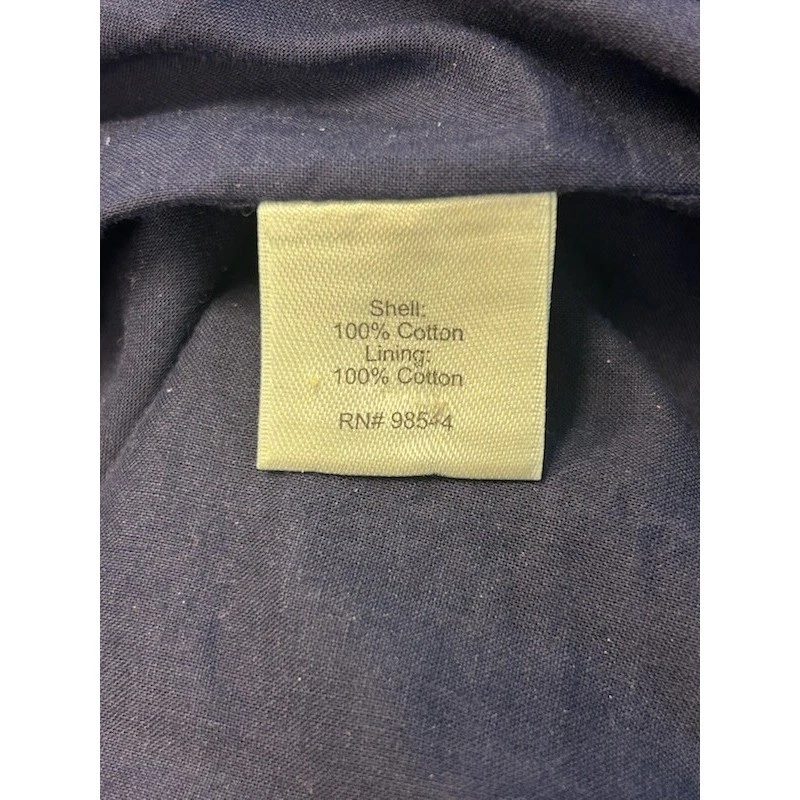 Shell:
100% Cotton
Lining:
100% Cotton
RN# 98544